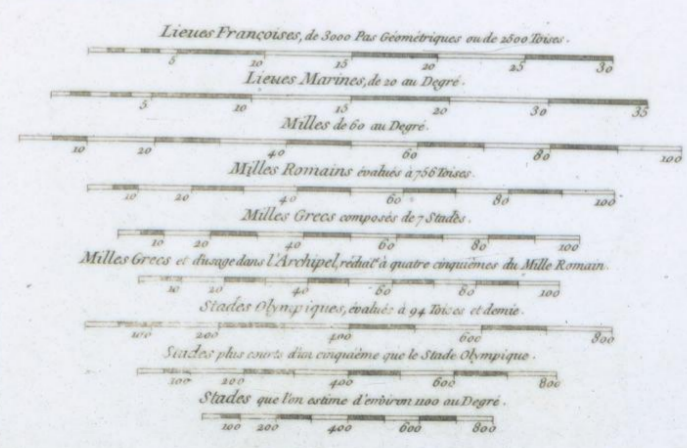 Lieues Françoises, de 3000 Pas Géométriques ou de 2500 Toises.
5 10 15 20 25 30
Lieues Marines, de 20 au Degré.
5 10 15 20 30 35
Milles de 60 au Degré.
10 20 40 60 80 100
Milles Romains évalués à 756 Toises
10 20 40 60 80 100
Milles Grecs composés de 7 Stades.
10 20 40 60 80 100
Milles Grecs et d'usage dans l'Archipel, réduit à quatre cinquièmes du Mille Romain.
10 20 40 60 80 100
Stades Olympiques, évalués à 94 Toises et demie.
100 200 400 600 800
Stades plus courts d'un cinquième que le Stade Olympique.
100 200 400 600 800
Stades que l'on estime d'environ 1100 au Degré.
100 200 400 600 800